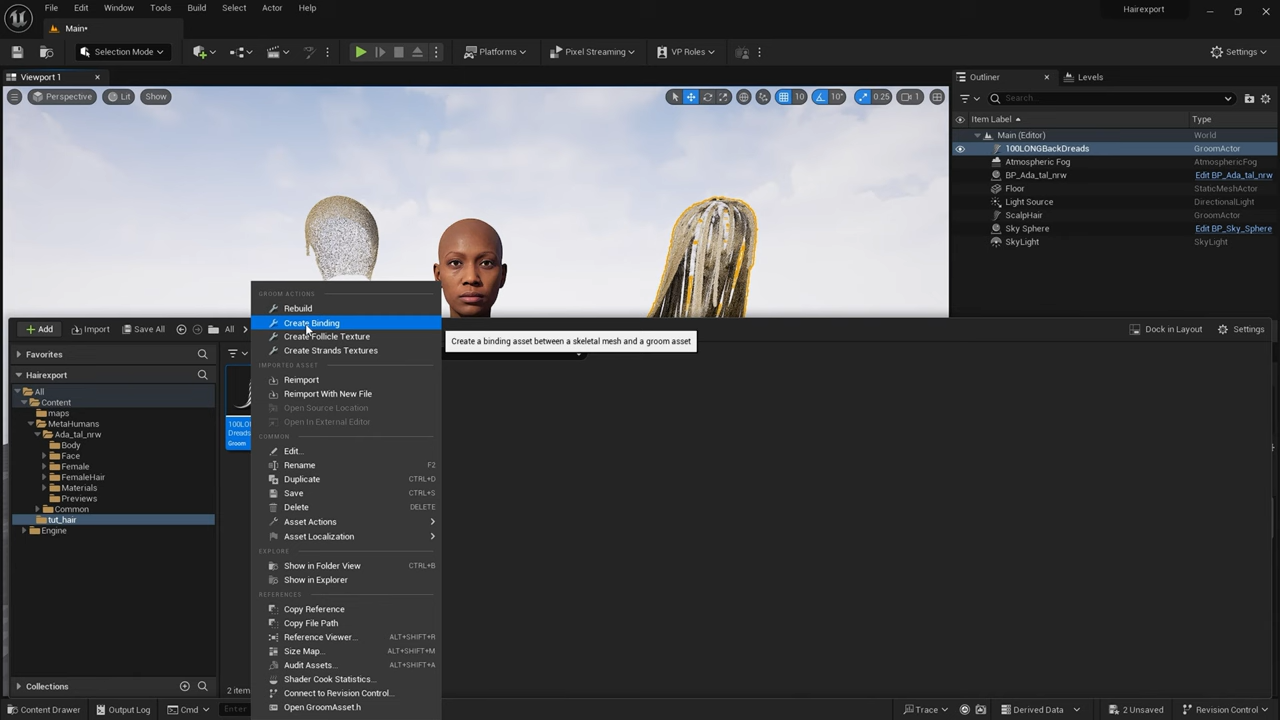 File Edit Window Tools Build Select Actor Help
Hairexport
Main*
Selection Mode
Platforms
Pixel Streaming
VP Roles
Settings
Viewport 1
Outliner
Levels
Perspective
Lit
Show
10
10°
0.25
1
Search...
Item Label
Type
Main (Editor)
World
100LONGBackDreads
GroomActor
Atmospheric Fog
AtmosphericFog
BP_Ada_tal_nrw
Edit BP_Ada_tal_nrw
Floor
StaticMeshActor
Light Source
DirectionalLight
ScalpHair
GroomActor
Sky Sphere
Edit BP_Sky_Sphere
SkyLight
SkyLight
Add
Import
Save All
All
Dock in Layout
Settings
Favorites
Hairexport
All
Content
maps
MetaHumans
Ada_tal_nrw
Body
Face
Female
FemaleHair
Materials
Previews
Common
tut_hair
Engine
Collections
100LON
Dreads
Groom
2 item
GROOM ACTIONS
Rebuild
Create Binding
Create Follicle Texture
Create Strands Textures
IMPORTED ASSET
Reimport
Reimport With New File
Open Source Location
Open In External Editor
COMMON
Edit...
Rename F2
Duplicate CTRL+D
Save CTRL+S
Delete DELETE
Asset Actions
Asset Localization
EXPLORE
Show in Folder View CTRL+B
Show in Explorer
REFERENCES
Copy Reference
Copy File Path
Reference Viewer... ALT+SHIFT+R
Size Map... ALT+SHIFT+M
Audit Assets... ALT+SHIFT+A
Shader Cook Statistics...
Connect to Revision Control...
Open GroomAsset.h
Create a binding asset between a skeletal mesh and a groom asset
Content Drawer
Output Log
Cmd
Enter
Trace
Derived Data
2 Unsaved
Revision Control